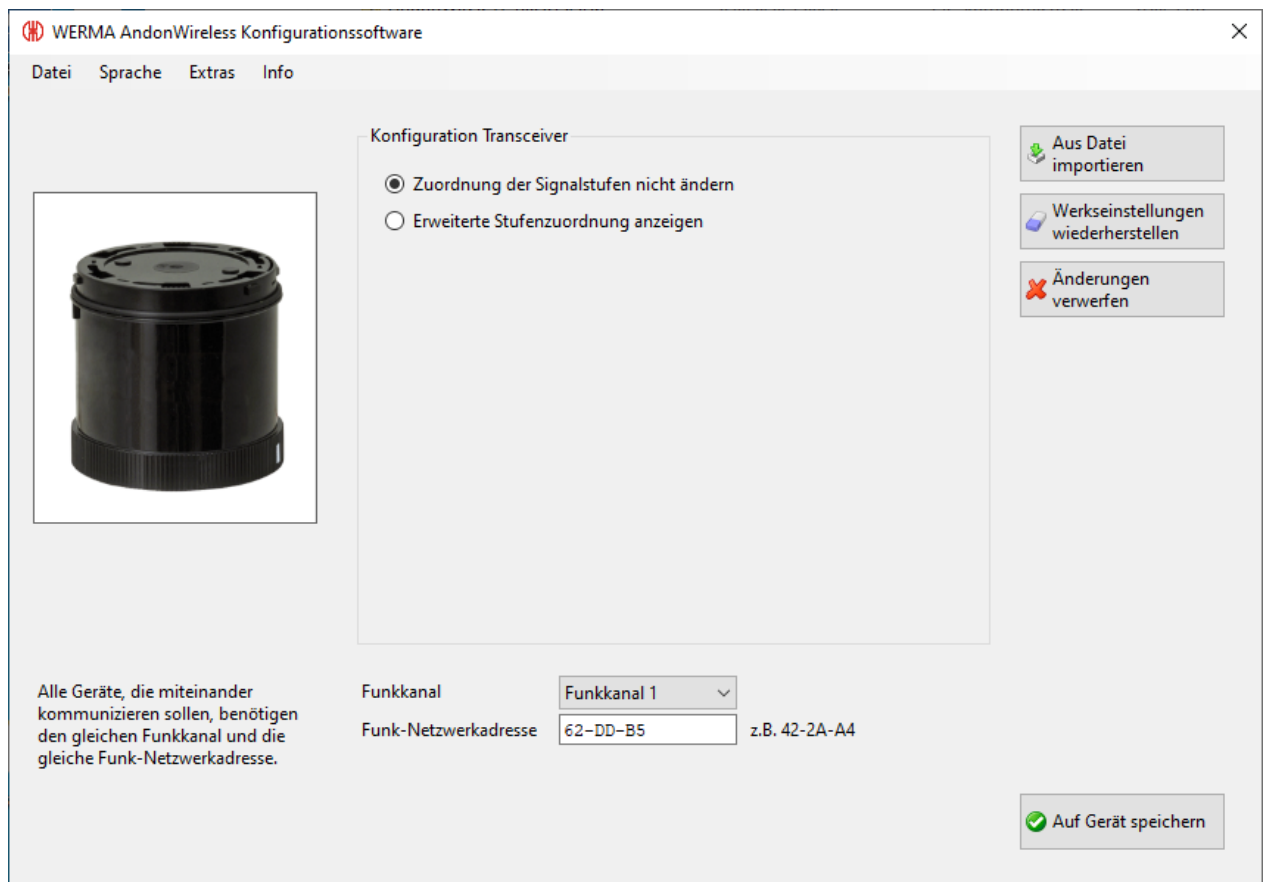 WERMA AndonWireless Konfigurationssoftware
Datei Sprache Extras Info
Konfiguration Transceiver
Zuordnung der Signalstufen nicht ändern
Erweiterte Stufenzuordnung anzeigen
Aus Datei
importieren
Werkseinstellungen
wiederherstellen
Änderungen
verwerfen
Alle Geräte, die miteinander
kommunizieren sollen, benötigen
den gleichen Funkkanal und die
gleiche Funk-Netzwerkadresse.
Funkkanal Funkkanal 1
Funk-Netzwerkadresse 62-DD-B5 z.B. 42-2A-A4
Auf Gerät speichern